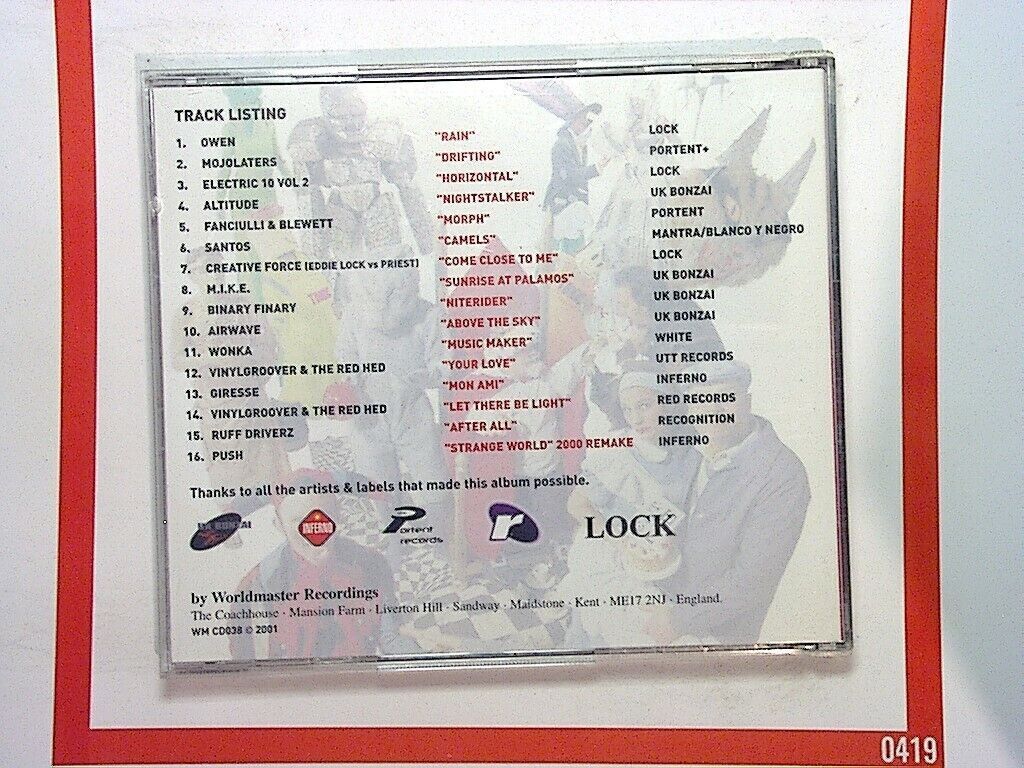 TRACK LISTING
1. OWEN "RAIN" LOCK
2. MOJOLATERS "DRIFTING" PORTENT+
3. ELECTRIC 10 VOL 2 "HORIZONTAL" LOCK
4. ALTITUDE "NIGHTSTALKER" UK BONZAI
5. FANCIULLI & BLEWETT "MORPH" PORTENT
6. SANTOS "CAMELS" MANTRA/BLANCO Y NEGRO
7. CREATIVE FORCE (EDDIE LOCK vs PRIEST) "COME CLOSE TO ME" LOCK
8. M.I.K.E. "SUNRISE AT PALAMOS" UK BONZAI
9. BINARY FINARY "NITERIDER" UK BONZAI
10. AIRWAVE "ABOVE THE SKY" UK BONZAI
11. WONKA "MUSIC MAKER" WHITE
12. VINYLGROOVER & THE RED HED "YOUR LOVE" UTT RECORDS
13. GIRESSE "MON AMI" INFERNO
14. VINYLGROOVER & THE RED HED "LET THERE BE LIGHT" RED RECORDS
15. RUFF DRIVERZ "AFTER ALL" RECOGNITION
16. PUSH "STRANGE WORLD" 2000 REMAKE INFERNO
Thanks to all the artists & labels that made this album possible.
UK BONZAI INFERNO Portent records r LOCK
by Worldmaster Recordings
The Coachhouse · Mansion Farm · Liverton Hill · Sandway · Maidstone · Kent · ME17 2NJ · England.
WM CD038 © 2001
0419